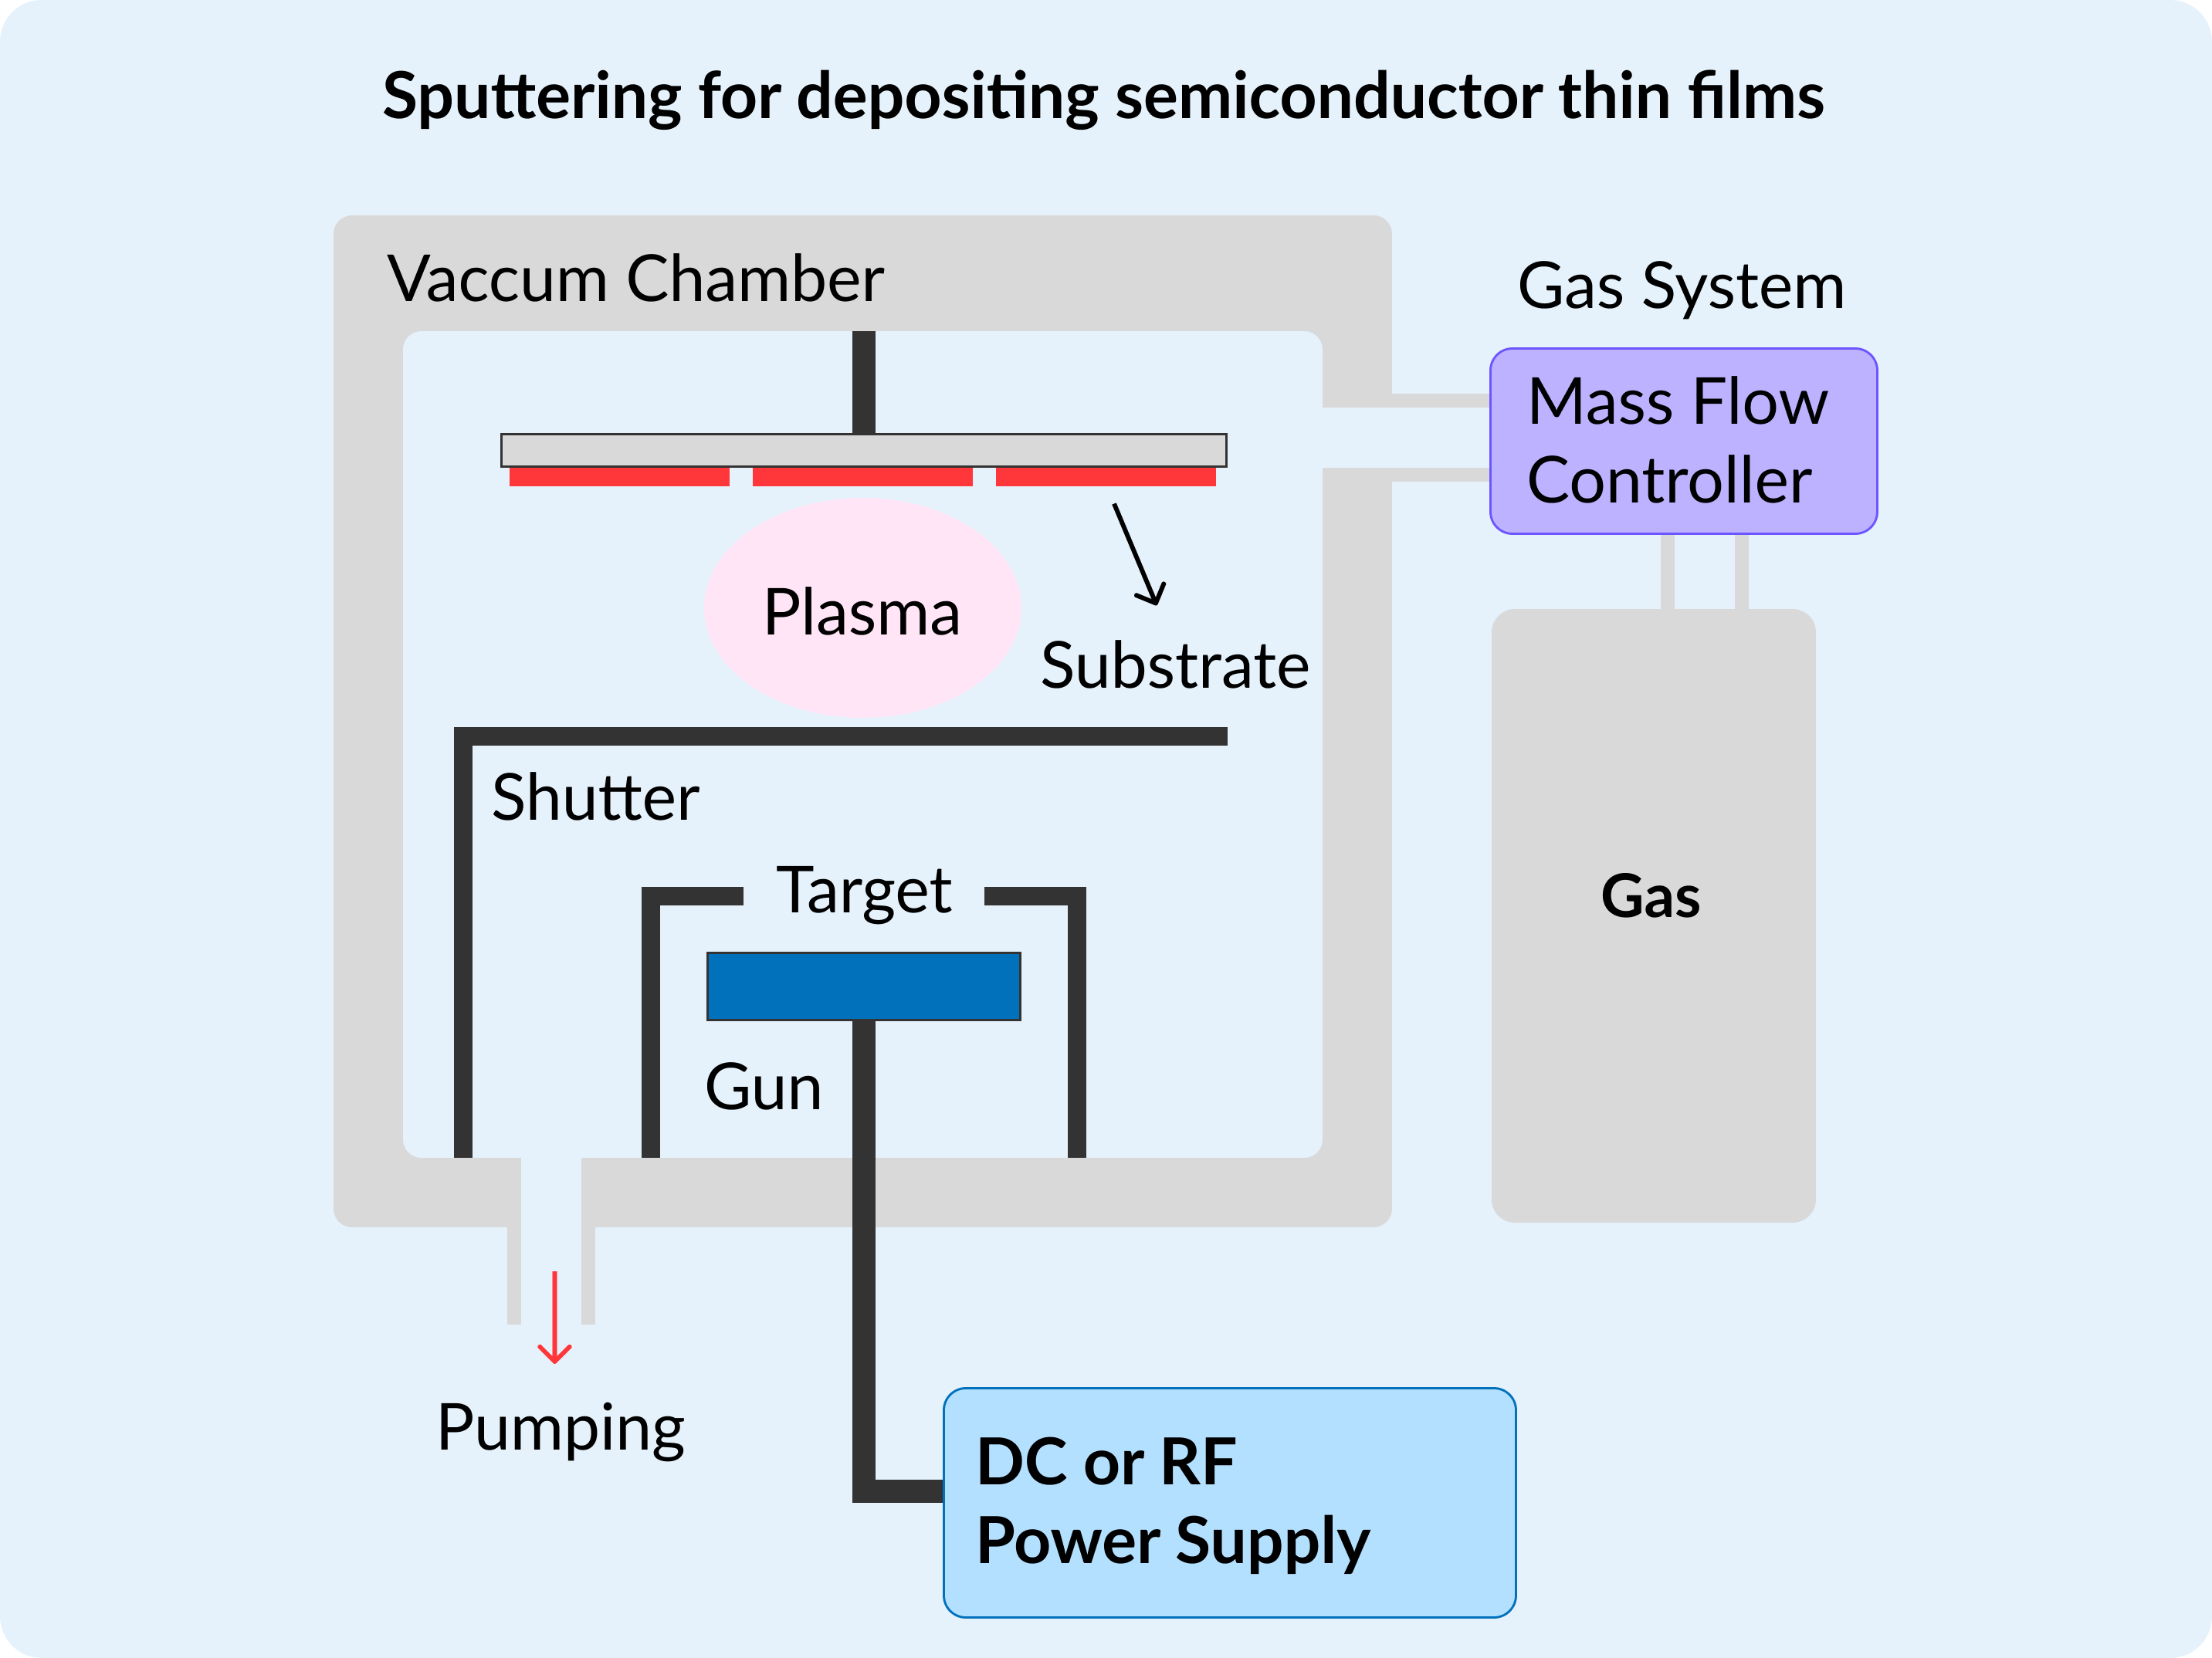 Sputtering for depositing semiconductor thin films
Vaccum Chamber
Gas System
Mass Flow
Controller
Plasma
Substrate
Shutter
Target
Gas
Gun
Pumping
DC or RF
Power Supply